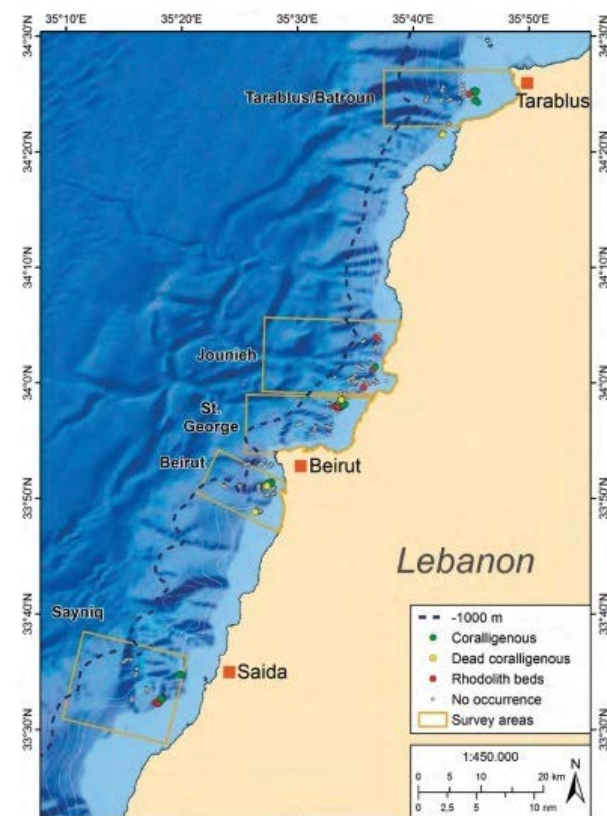 35°10'E
35°20'E
35°30'E
35°40'E
35°50'E
34°30'N
34°30'N
Tarablus/Batroun
Tarablus
34°20'N
34°20'N
34°10'N
34°10'N
Jounieh
34°0'N
34°0'N
St.
George
Beirut
Beirut
33°50'N
33°50'N
Lebanon
33°40'N
33°40'N
Sayniq
Saida
33°30'N
33°30'N
-1000 m
Coralligenous
Dead coralligenous
Rhodolith beds
No occurrence
Survey areas
1:450.000
N
0 5 10 20 km
0 2,5 5 10 nm